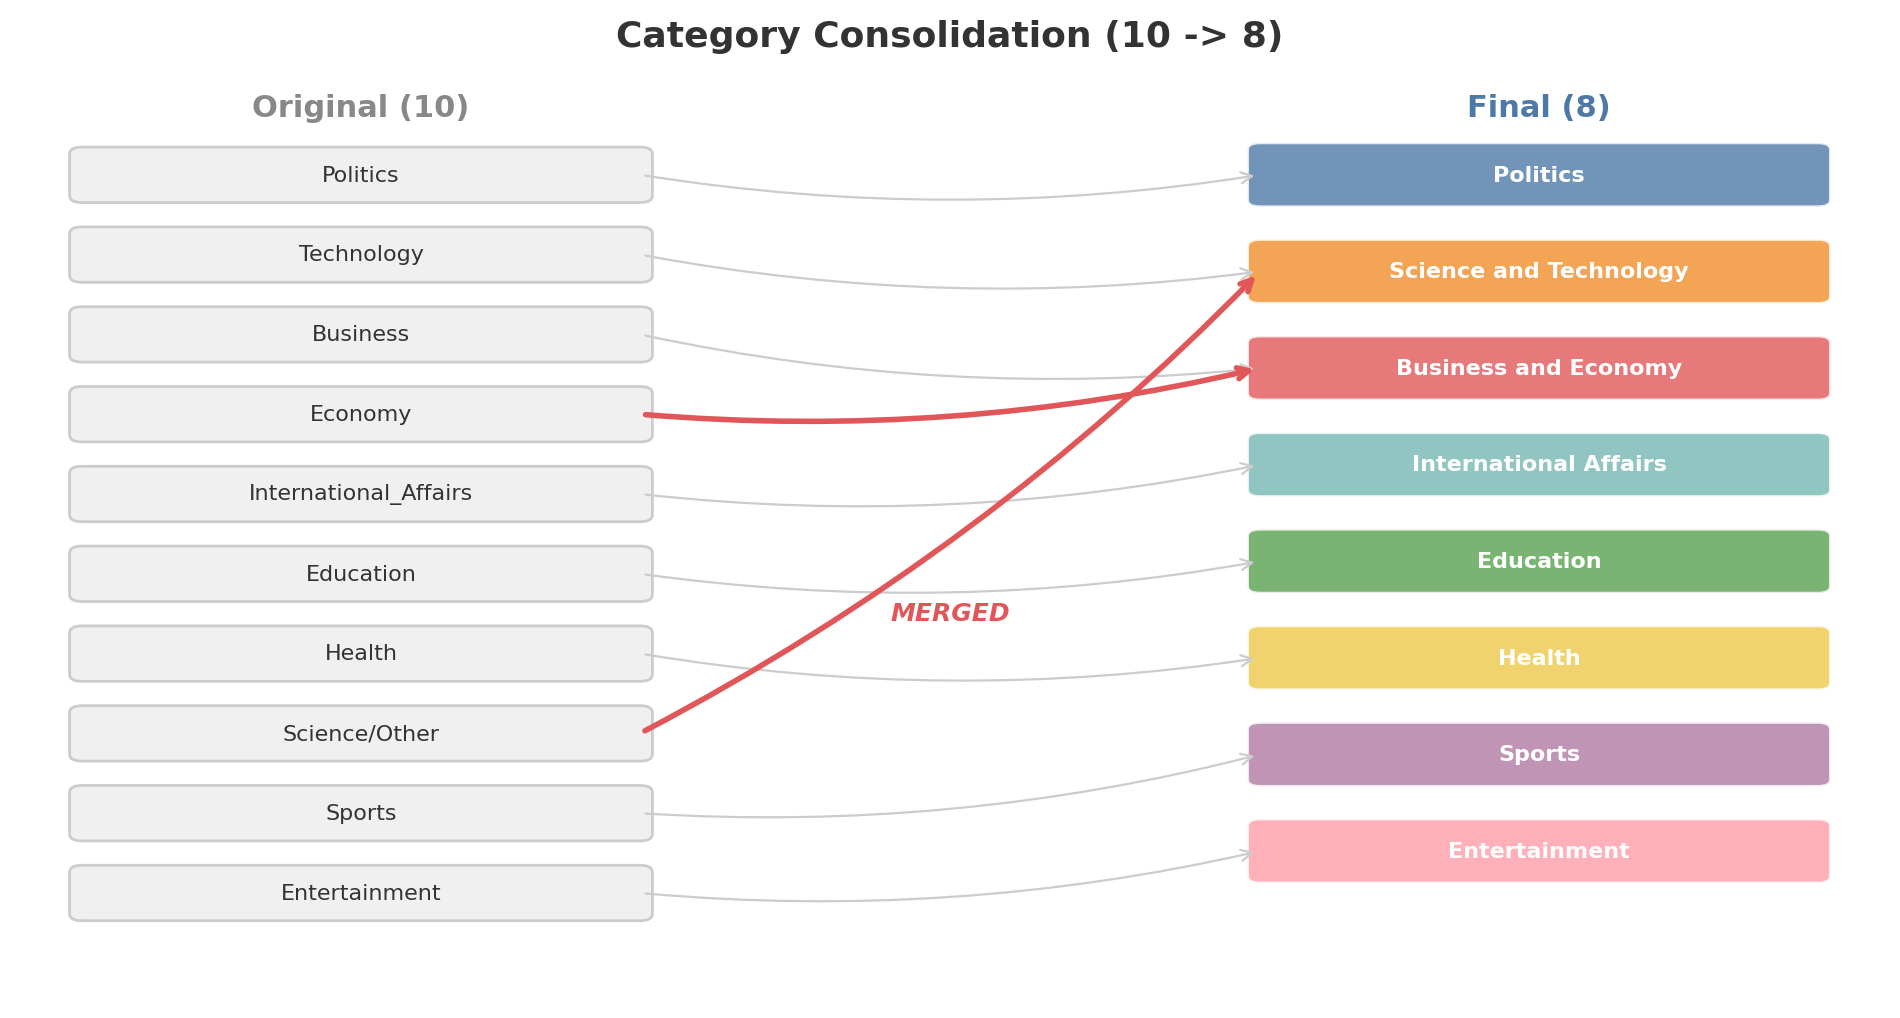 Category Consolidation (10 -> 8)
Original (10)
Politics
Technology
Business
Economy
International_Affairs
Education
Health
Science/Other
Sports
Entertainment
MERGED
Final (8)
Politics
Science and Technology
Business and Economy
International Affairs
Education
Health
Sports
Entertainment